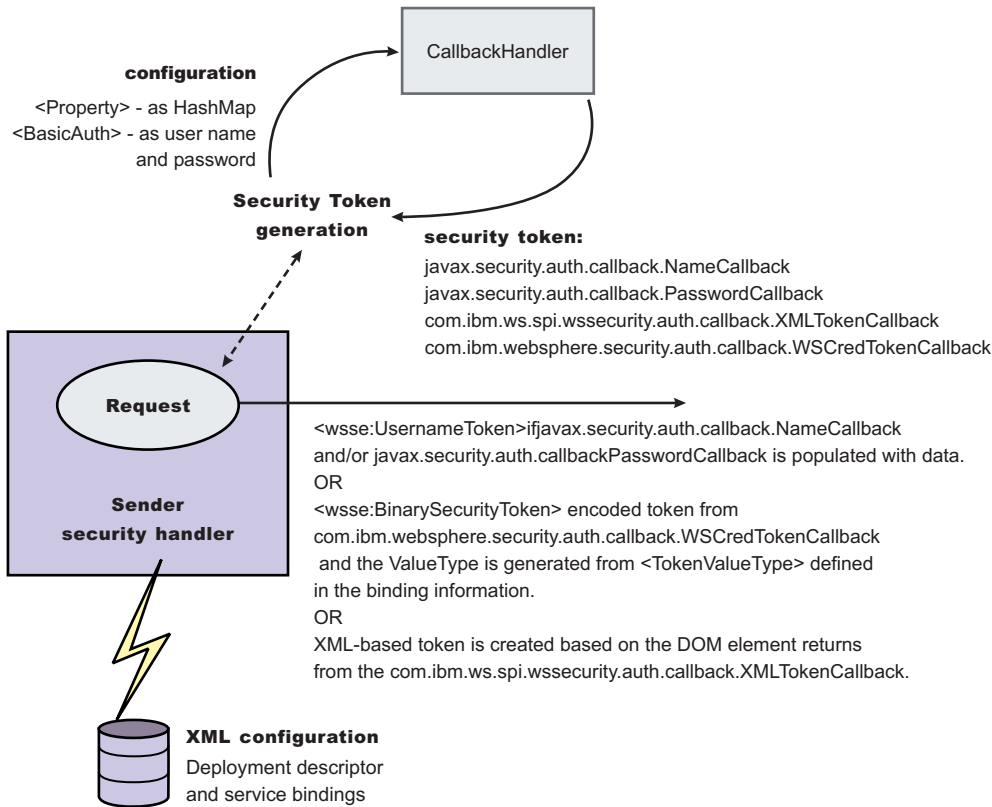 CallbackHandler
configuration
<Property> - as HashMap
<BasicAuth> - as user name
and password
Security Token
generation
security token:
javax.security.auth.callback.NameCallback
javax.security.auth.callback.PasswordCallback
com.ibm.ws.spi.wssecurity.auth.callback.XMLTokenCallback
com.ibm.websphere.security.auth.callback.WSCredTokenCallback
Request
Sender
security handler
<wsse:UsernameToken>ifjavax.security.auth.callback.NameCallback
and/or javax.security.auth.callbackPasswordCallback is populated with data.
OR
<wsse:BinarySecurityToken> encoded token from
com.ibm.websphere.security.auth.callback.WSCredTokenCallback
and the ValueType is generated from <TokenValueType> defined
in the binding information.
OR
XML-based token is created based on the DOM element returns
from the com.ibm.ws.spi.wssecurity.auth.callback.XMLTokenCallback.
XML configuration
Deployment descriptor
and service bindings